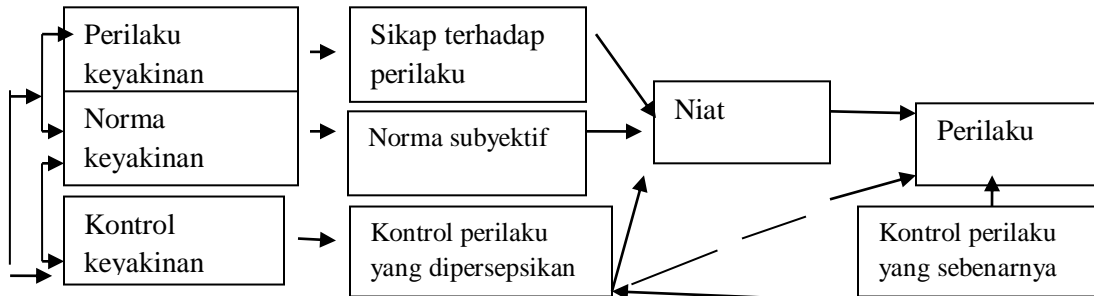 Perilaku
keyakinan
Sikap terhadap
perilaku
Norma
keyakinan
Norma subyektif
Niat
Perilaku
Kontrol
keyakinan
Kontrol perilaku
yang dipersepsikan
Kontrol perilaku
yang sebenarnya